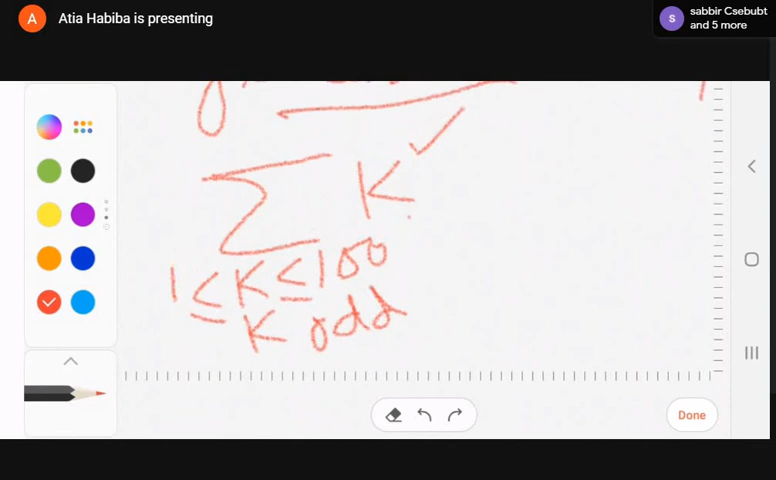 A Atia Habiba is presenting
s sabbir Csebubt
and 5 more
∑ K
1 ≤ K ≤ 100
K odd
Done